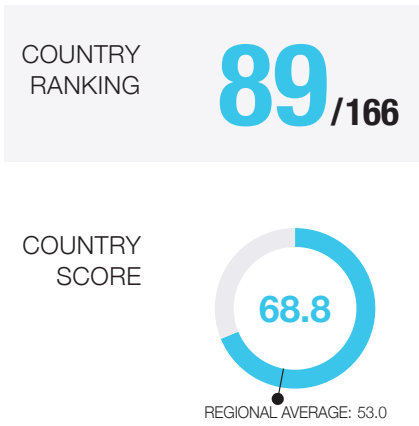 COUNTRY
RANKING
89/166
COUNTRY
SCORE
68.8
REGIONAL AVERAGE: 53.0